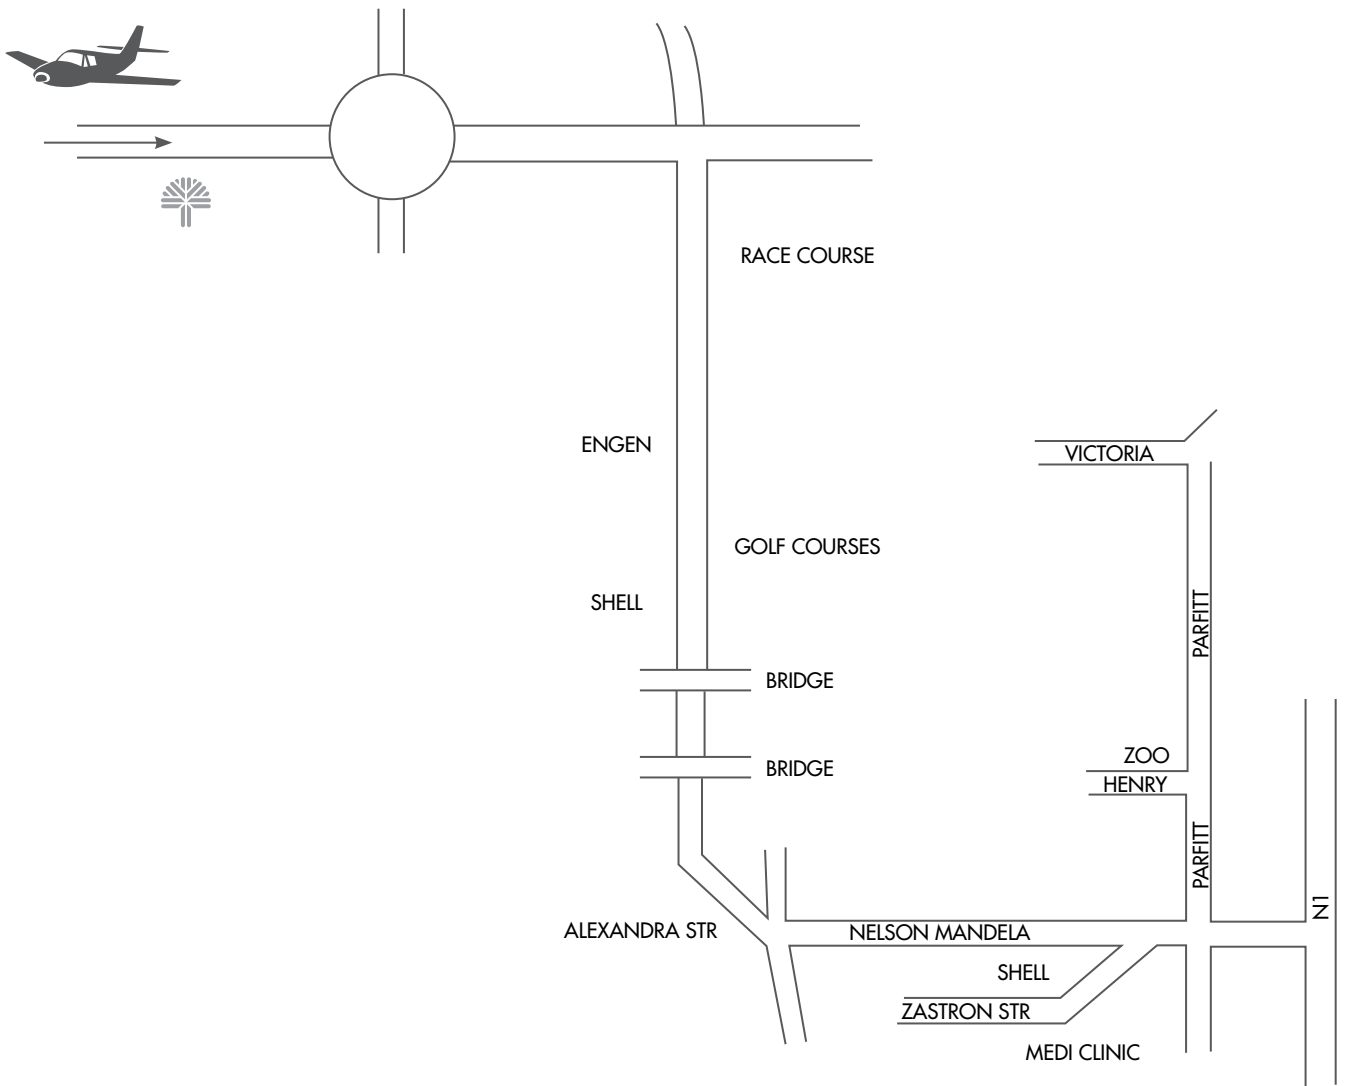 RACE COURSE
ENGEN
VICTORIA
GOLF COURSES
SHELL
PARFITT
BRIDGE
ZOO
BRIDGE
HENRY
PARFITT
N1
ALEXANDRA STR
NELSON MANDELA
SHELL
ZASTRON STR
MEDI CLINIC